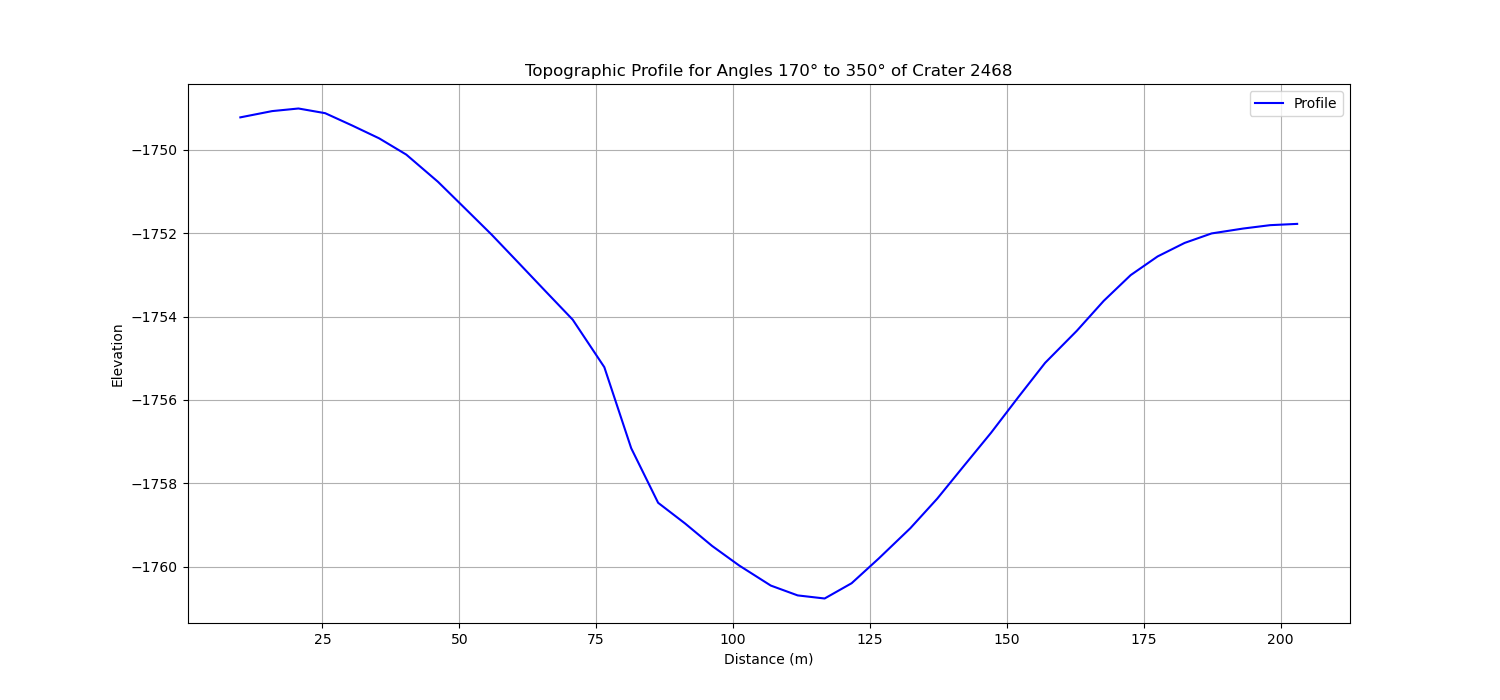 Topographic Profile for Angles 170° to 350° of Crater 2468
Profile
−1750
−1752
−1754
−1756
−1758
−1760
Elevation
25 50 75 100 125 150 175 200
Distance (m)